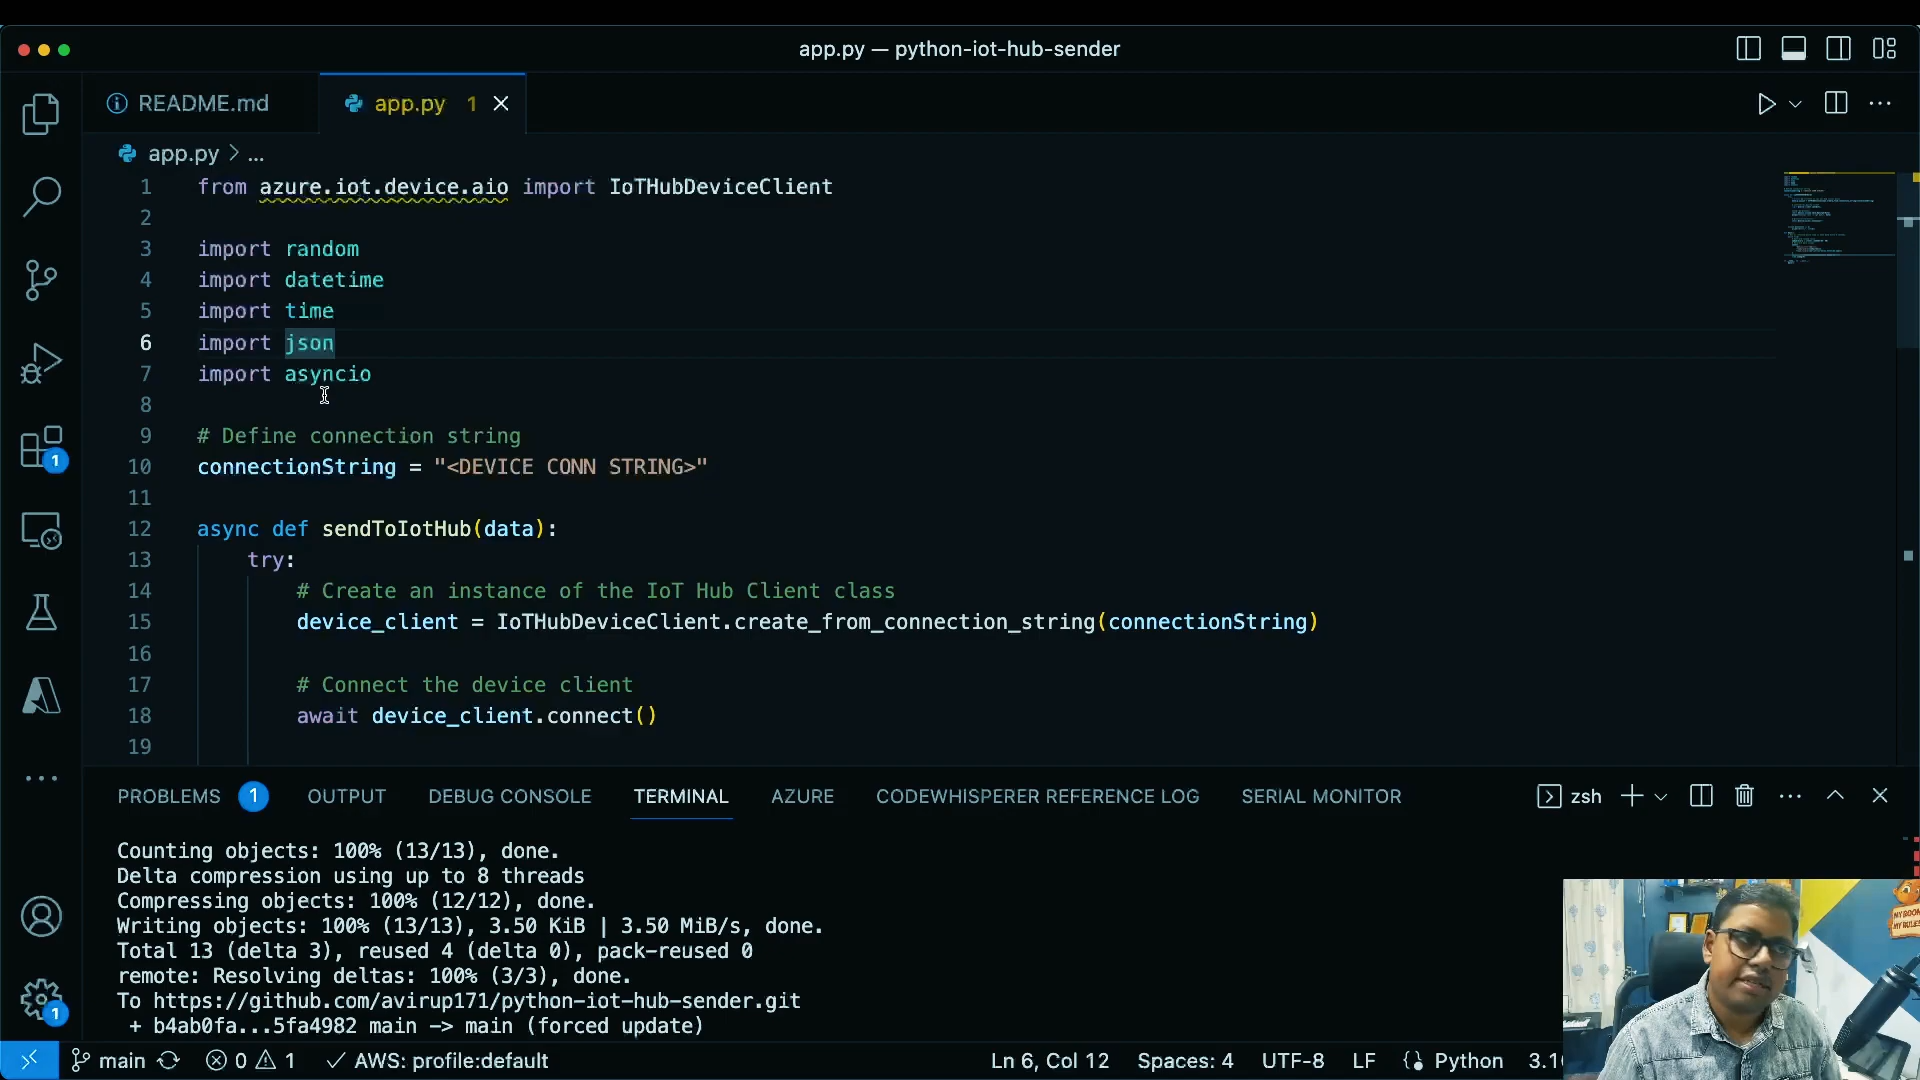 app.py — python-iot-hub-sender
README.md
app.py 1
app.py > ...
1 from azure.iot.device.aio import IoTHubDeviceClient
2
3 import random
4 import datetime
5 import time
6 import json
7 import asyncio
8
9 # Define connection string
10 connectionString = "<DEVICE CONN STRING>"
11
12 async def sendToIotHub(data):
13 try:
14 # Create an instance of the IoT Hub Client class
15 device_client = IoTHubDeviceClient.create_from_connection_string(connectionString)
16
17 # Connect the device client
18 await device_client.connect()
19
1
PROBLEMS 1 OUTPUT DEBUG CONSOLE TERMINAL AZURE CODEWHISPERER REFERENCE LOG SERIAL MONITOR zsh
Counting objects: 100% (13/13), done.
Delta compression using up to 8 threads
Compressing objects: 100% (12/12), done.
Writing objects: 100% (13/13), 3.50 KiB | 3.50 MiB/s, done.
Total 13 (delta 3), reused 4 (delta 0), pack-reused 0
remote: Resolving deltas: 100% (3/3), done.
To https://github.com/avirup171/python-iot-hub-sender.git
+ b4ab0fa...5fa4982 main -> main (forced update)
1
MY ROOM
MY RULES
main 0 1 AWS: profile:default Ln 6, Col 12 Spaces: 4 UTF-8 LF Python